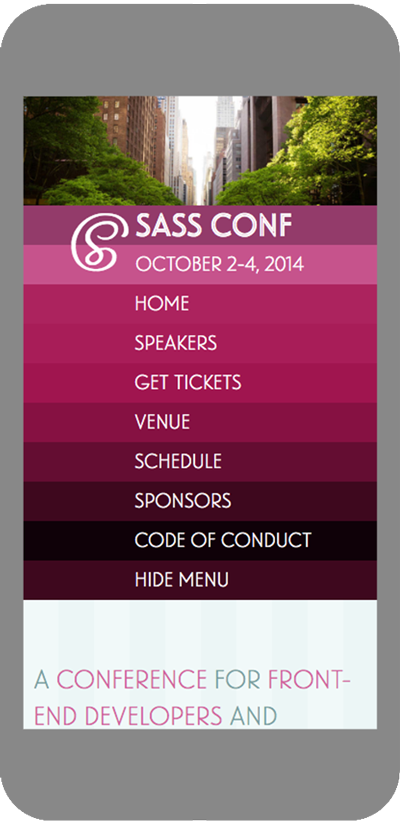 SASS CONF
OCTOBER 2-4, 2014
HOME
SPEAKERS
GET TICKETS
VENUE
SCHEDULE
SPONSORS
CODE OF CONDUCT
HIDE MENU
A CONFERENCE FOR FRONT-
END DEVELOPERS AND